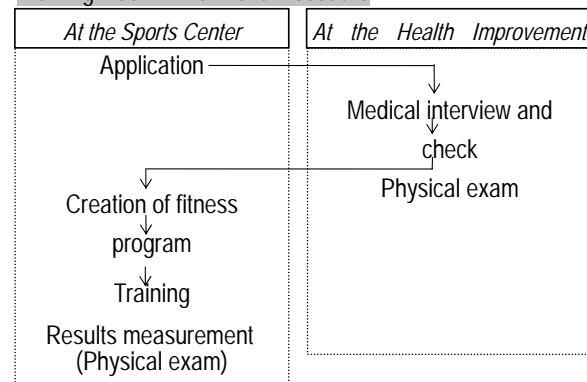 At the Sports Center
At the Health Improvement
Application
Medical interview and
check
Physical exam
Creation of fitness
program
Training
Results measurement
(Physical exam)